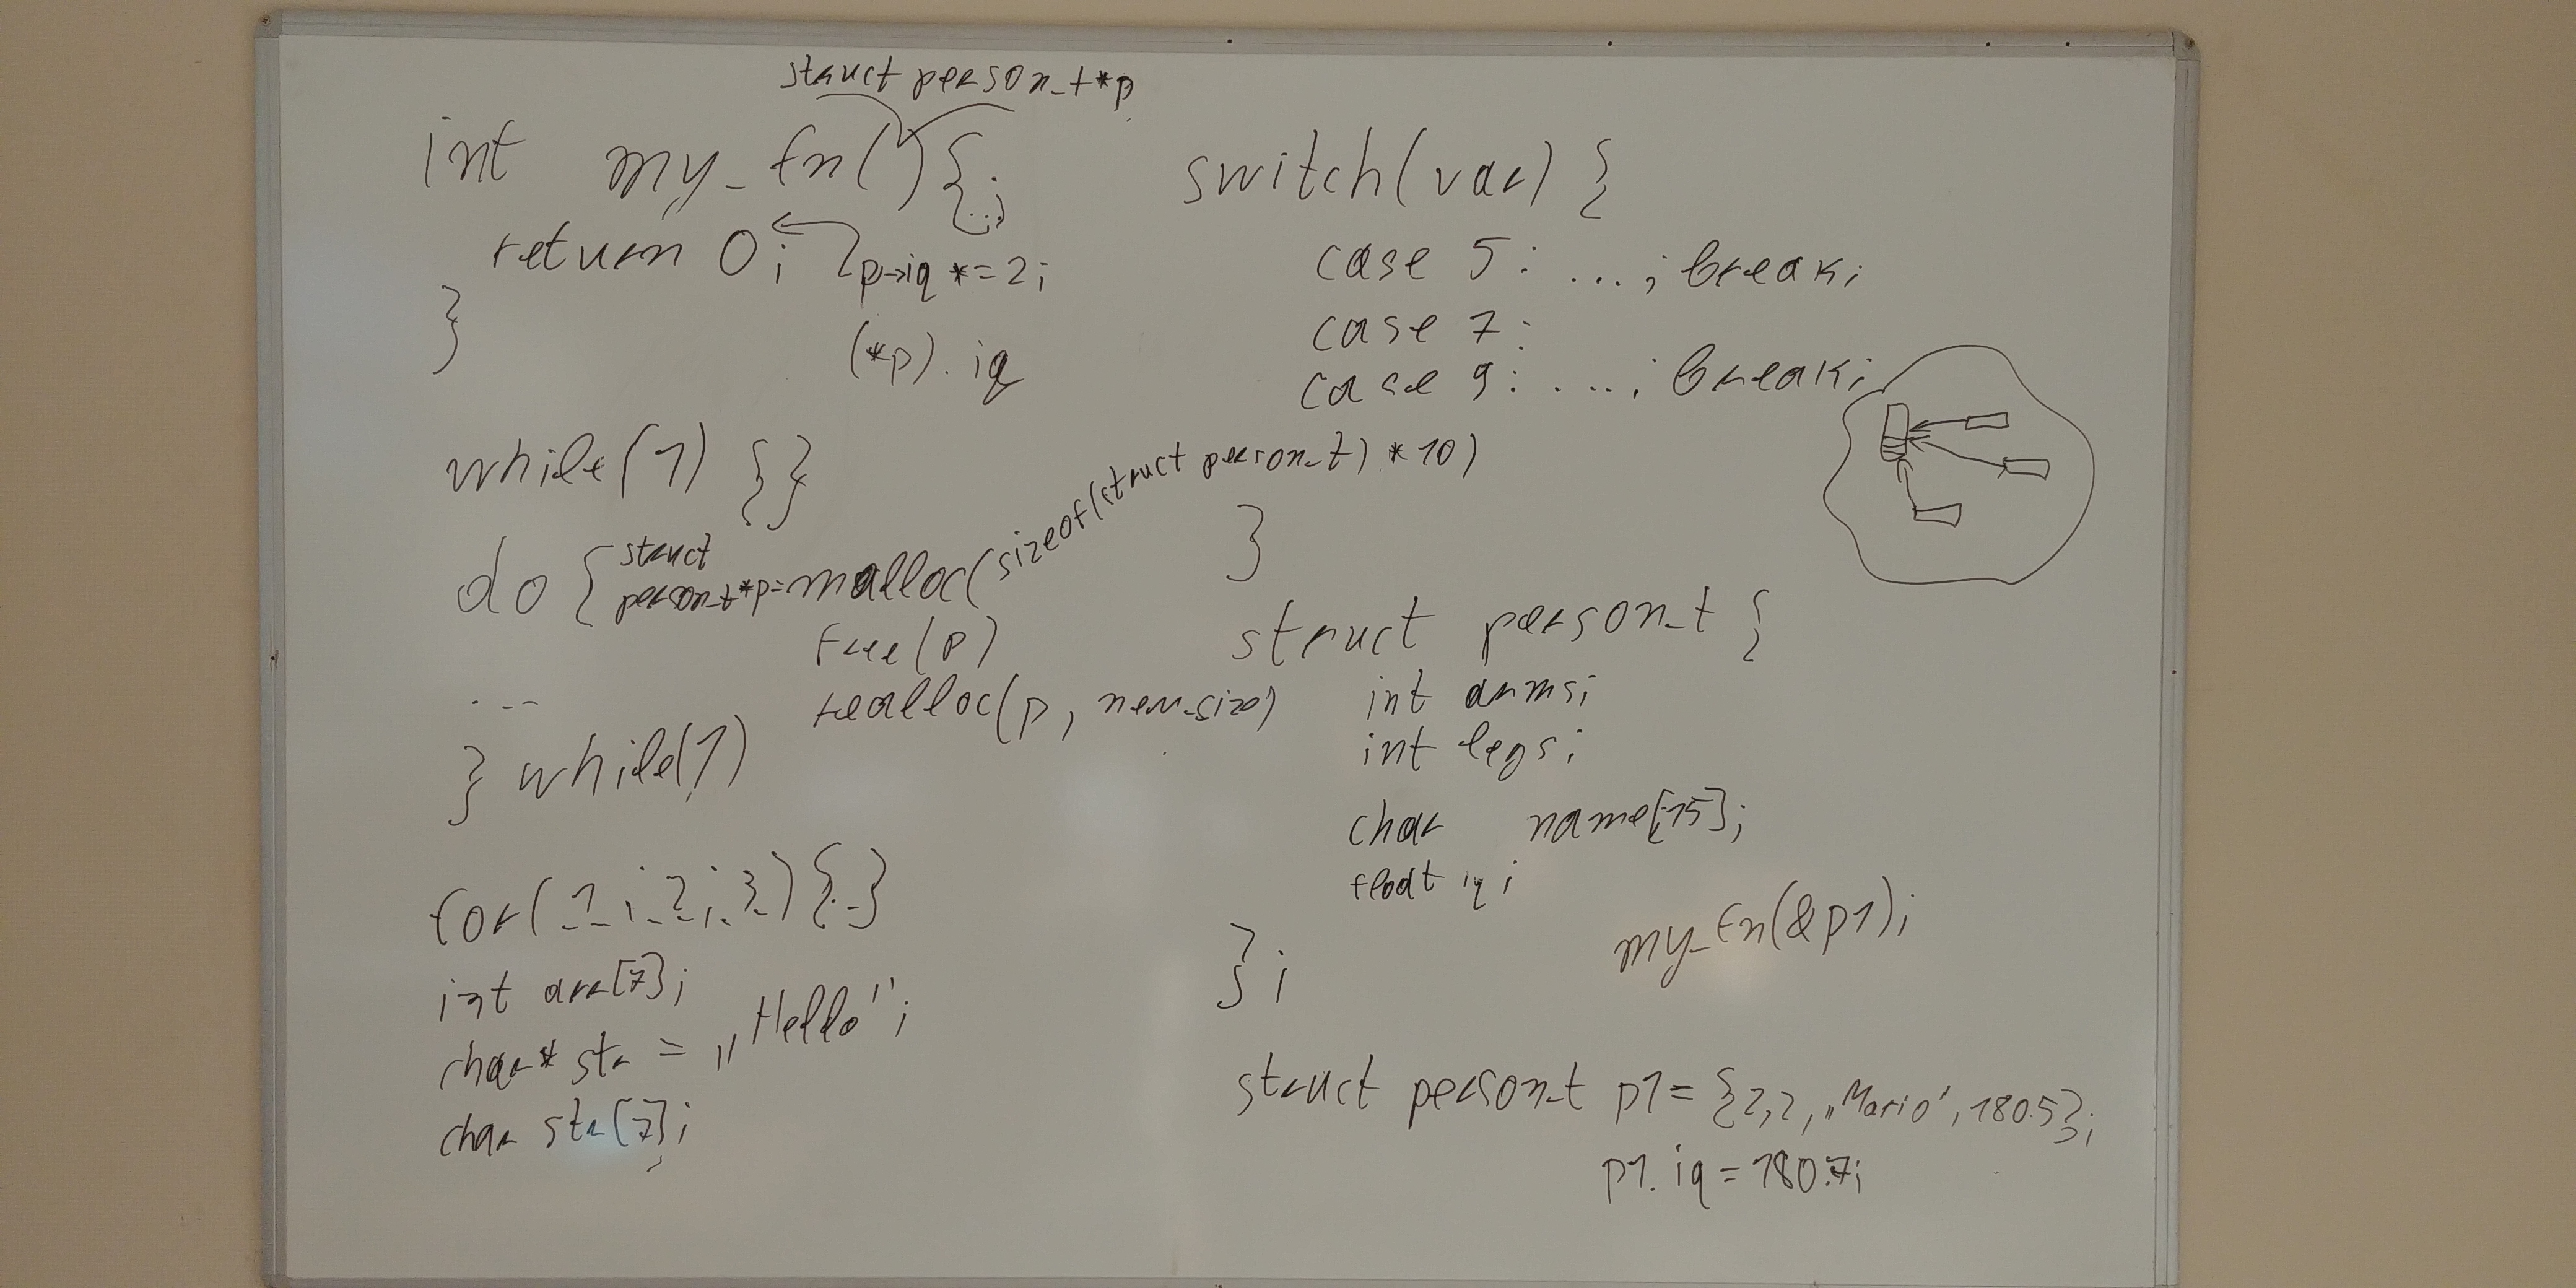 struct person_t *p
int my_fn( ) {
{...}
return 0; p->iq *= 2;
}
(*p). iq
while(1) {}
do { struct
person_t *p= malloc(sizeof(struct person_t) * 10)
free(p)
realloc(p, new_size)
...
} while(1)
for( 1 ; 2 ; 3 ) {..}
int arr[7];
char* str = „Hello";
char str[7];
switch(var) {
case 5: ...; break;
case 7:
case 9: ...; break;
}
struct person_t {
int arms;
int legs;
char name[15];
float iq;
};
my_fn(&p1);
struct person_t p1= {2,2,„Mario", 180.5};
p1. iq = 180.7;